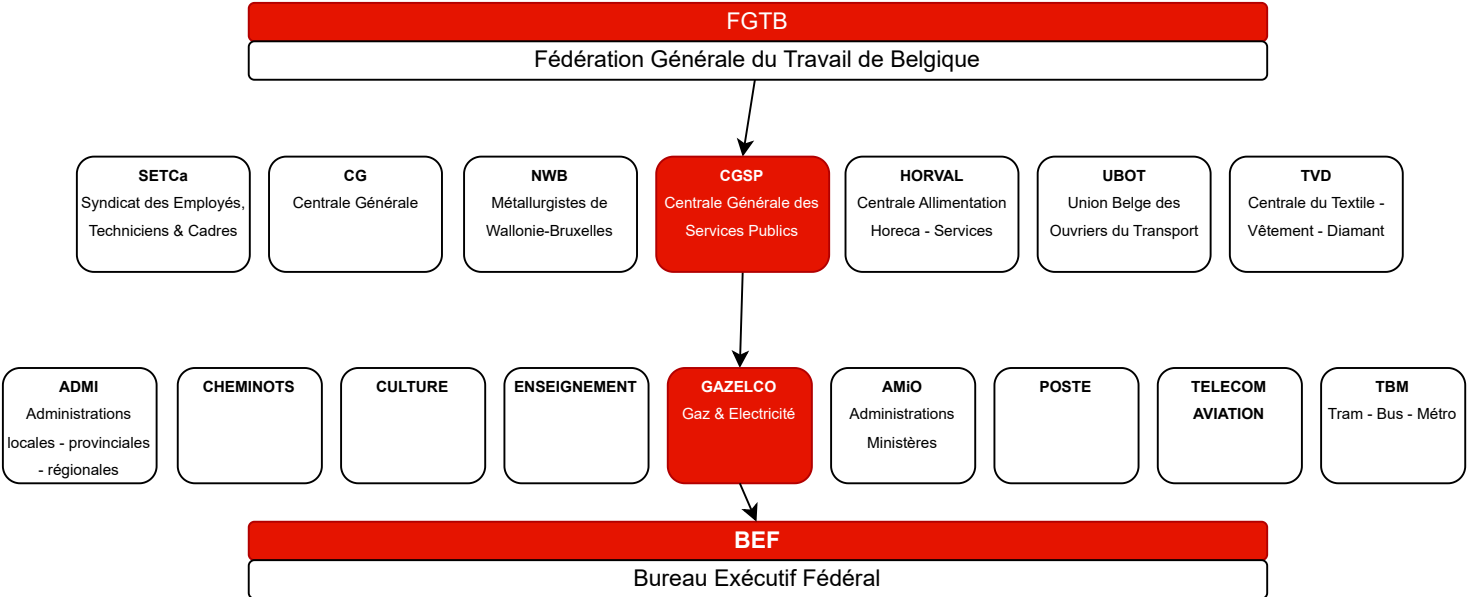 FGTB
Fédération Générale du Travail de Belgique
SETCa
Syndicat des Employés,
Techniciens & Cadres
CG
Centrale Générale
NWB
Métallurgistes de
Wallonie-Bruxelles
CGSP
Centrale Générale des
Services Publics
HORVAL
Centrale Allimentation
Horeca - Services
UBOT
Union Belge des
Ouvriers du Transport
TVD
Centrale du Textile -
Vêtement - Diamant
ADMI
Administrations
locales - provinciales
- régionales
CHEMINOTS
CULTURE
ENSEIGNEMENT
GAZELCO
Gaz & Electricité
AMiO
Administrations
Ministères
POSTE
TELECOM
AVIATION
TBM
Tram - Bus - Métro
BEF
Bureau Exécutif Fédéral